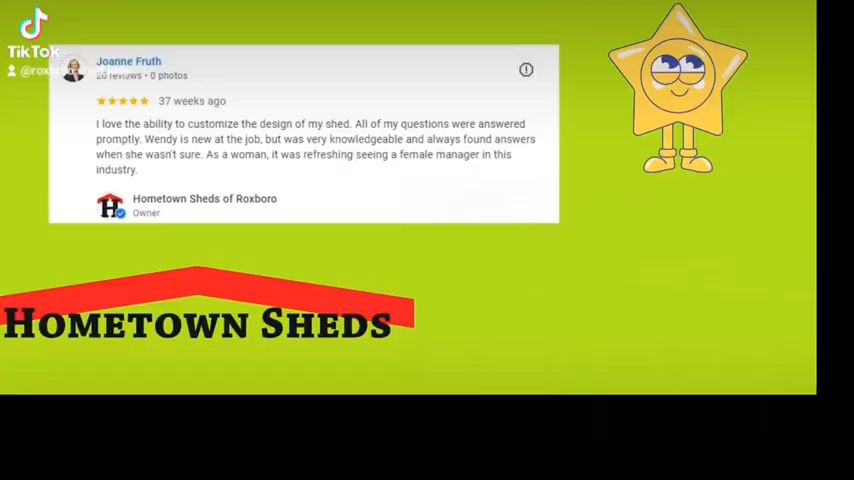 TikTok
Joanne Fruth
20 reviews • 0 photos
37 weeks ago
I love the ability to customize the design of my shed. All of my questions were answered
promptly. Wendy is new at the job, but was very knowledgeable and always found answers
when she wasn't sure. As a woman, it was refreshing seeing a female manager in this
industry.
Hometown Sheds of Roxboro
Owner
HOMETOWN SHEDS